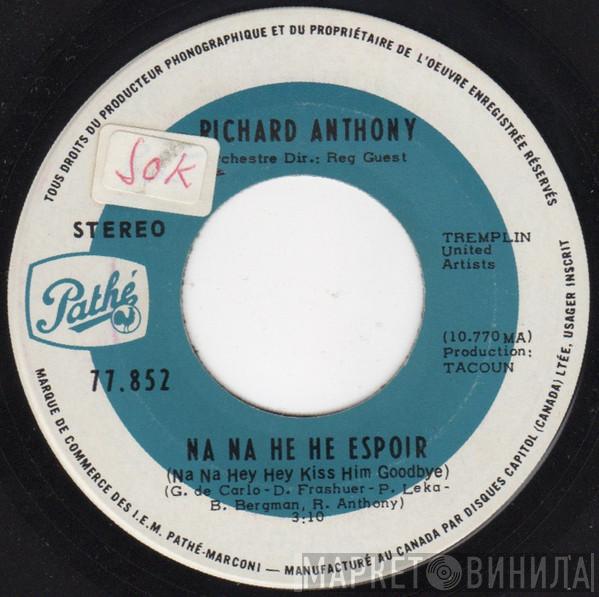 TOUS DROITS DU PRODUCTEUR PHONOGRAPHIQUE ET DU PROPRIÉTAIRE DE L'OEUVRE ENREGISTRÉE RÉSERVÉS
RICHARD ANTHONY
Orchestre Dir.: Reg Guest
SOK
STEREO
TREMPLIN
United
Artists
Pathé
(10.770 MA)
Production:
TACOUN
77.852
NA NA HE HE ESPOIR
(Na Na Hey Hey Kiss Him Goodbye)
(G. de Carlo - D. Frashuer - P. Leka -
B. Bergman, R. Anthony)
3:10
MARQUE DE COMMERCE DES I.E.M. PATHÉ-MARCONI — MANUFACTURÉ AU CANADA PAR DISQUES CAPITOL (CANADA) LTÉE, USAGER INSCRIT
МАРКЕТ ВИНИЛА